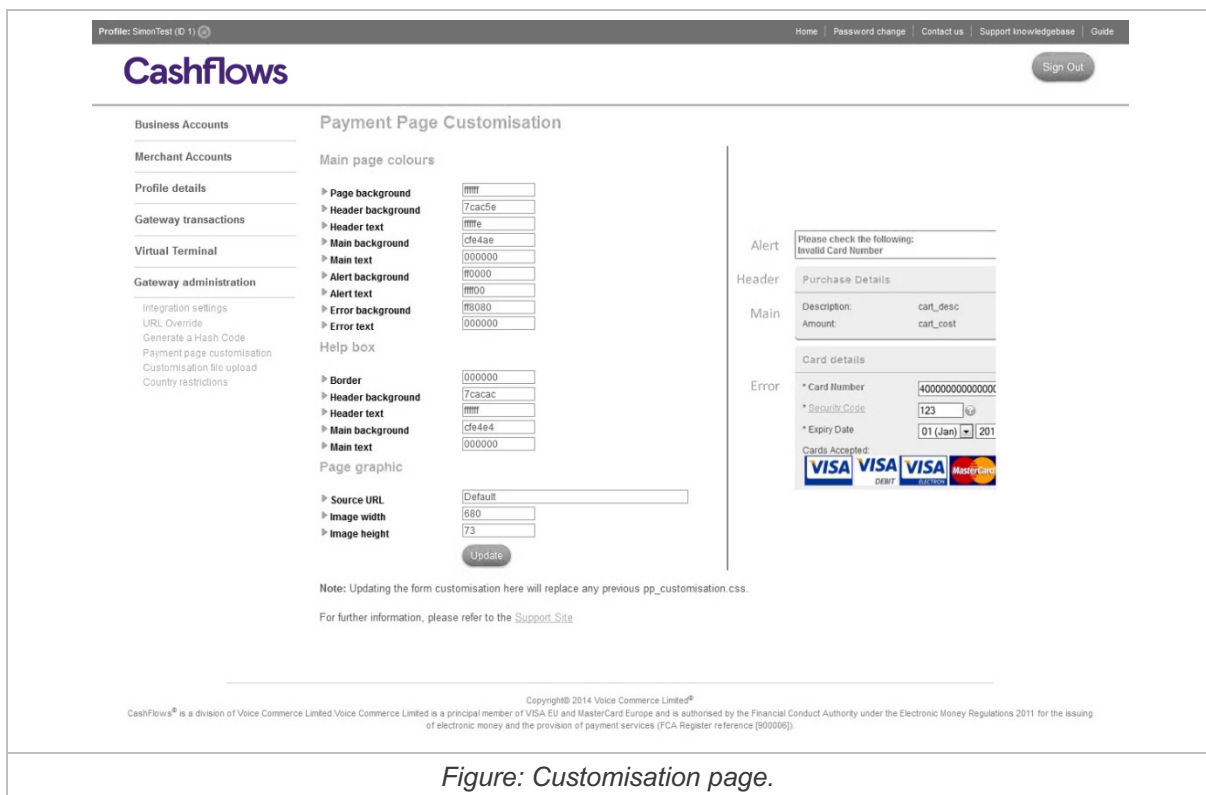 Profile: SimonTest (ID 1)
Home | Password change | Contact us | Support knowledgebase | Guide
Cashflows
Sign Out
Business Accounts
Merchant Accounts
Profile details
Gateway transactions
Virtual Terminal
Gateway administration
Integration settings
URL Override
Generate a Hash Code
Payment page customisation
Customisation file upload
Country restrictions
Payment Page Customisation
Main page colours
Page background ffffff
Header background 7cac5e
Header text fffffe
Main background cfe4ae
Main text 000000
Alert background ff0000
Alert text ffff00
Error background ff8080
Error text 000000
Help box
Border 000000
Header background 7cacac
Header text ffffff
Main background cfe4e4
Main text 000000
Page graphic
Source URL Default
Image width 680
Image height 73
Update
Alert
Please check the following:
Invalid Card Number
Header Purchase Details
Main
Description: cart_desc
Amount: cart_cost
Card details
Error * Card Number 40000000000000
* Security Code 123
* Expiry Date 01 (Jan) 201
Cards Accepted:
VISA VISA DEBIT VISA ELECTRON MasterCard
Note: Updating the form customisation here will replace any previous pp_customisation.css.
For further information, please refer to the Support Site
Copyright© 2014 Voice Commerce Limited®
CashFlows® is a division of Voice Commerce Limited.Voice Commerce Limited is a principal member of VISA EU and MasterCard Europe and is authorised by the Financial Conduct Authority under the Electronic Money Regulations 2011 for the issuing
of electronic money and the provision of payment services (FCA Register reference [900006]).
Figure: Customisation page.